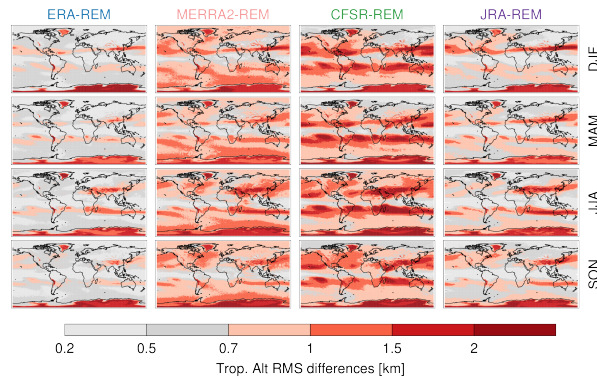 ERA-REM MERRA2-REM CFSR-REM JRA-REM
DJF
MAM
JJA
SON
0.2 0.5 0.7 1 1.5 2
Trop. Alt RMS differences [km]